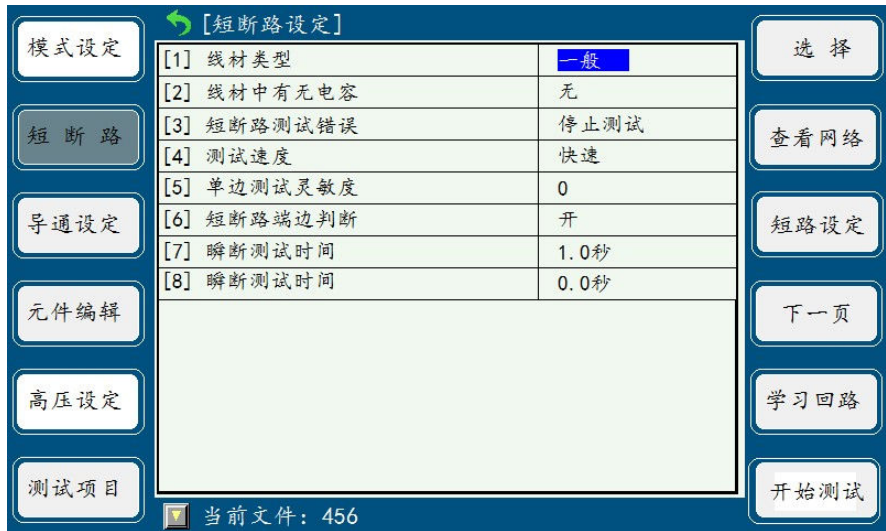 模式设定
短 断 路
导通设定
元件编辑
高压设定
测试项目
[短断路设定]
[1] 线材类型 一般
[2] 线材中有无电容 无
[3] 短断路测试错误 停止测试
[4] 测试速度 快速
[5] 单边测试灵敏度 0
[6] 短断路端边判断 开
[7] 瞬断测试时间 1.0秒
[8] 瞬断测试时间 0.0秒
当前文件: 456
选 择
查看网络
短路设定
下一页
学习回路
开始测试